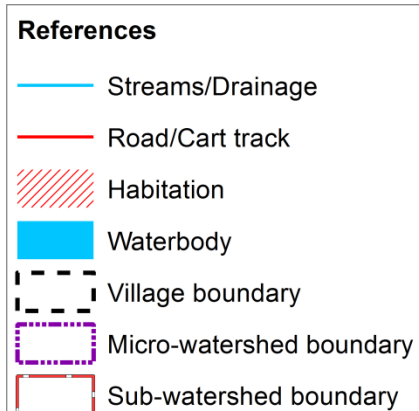 References
Streams/Drainage
Road/Cart track
Habitation
Waterbody
Village boundary
Micro-watershed boundary
Sub-watershed boundary